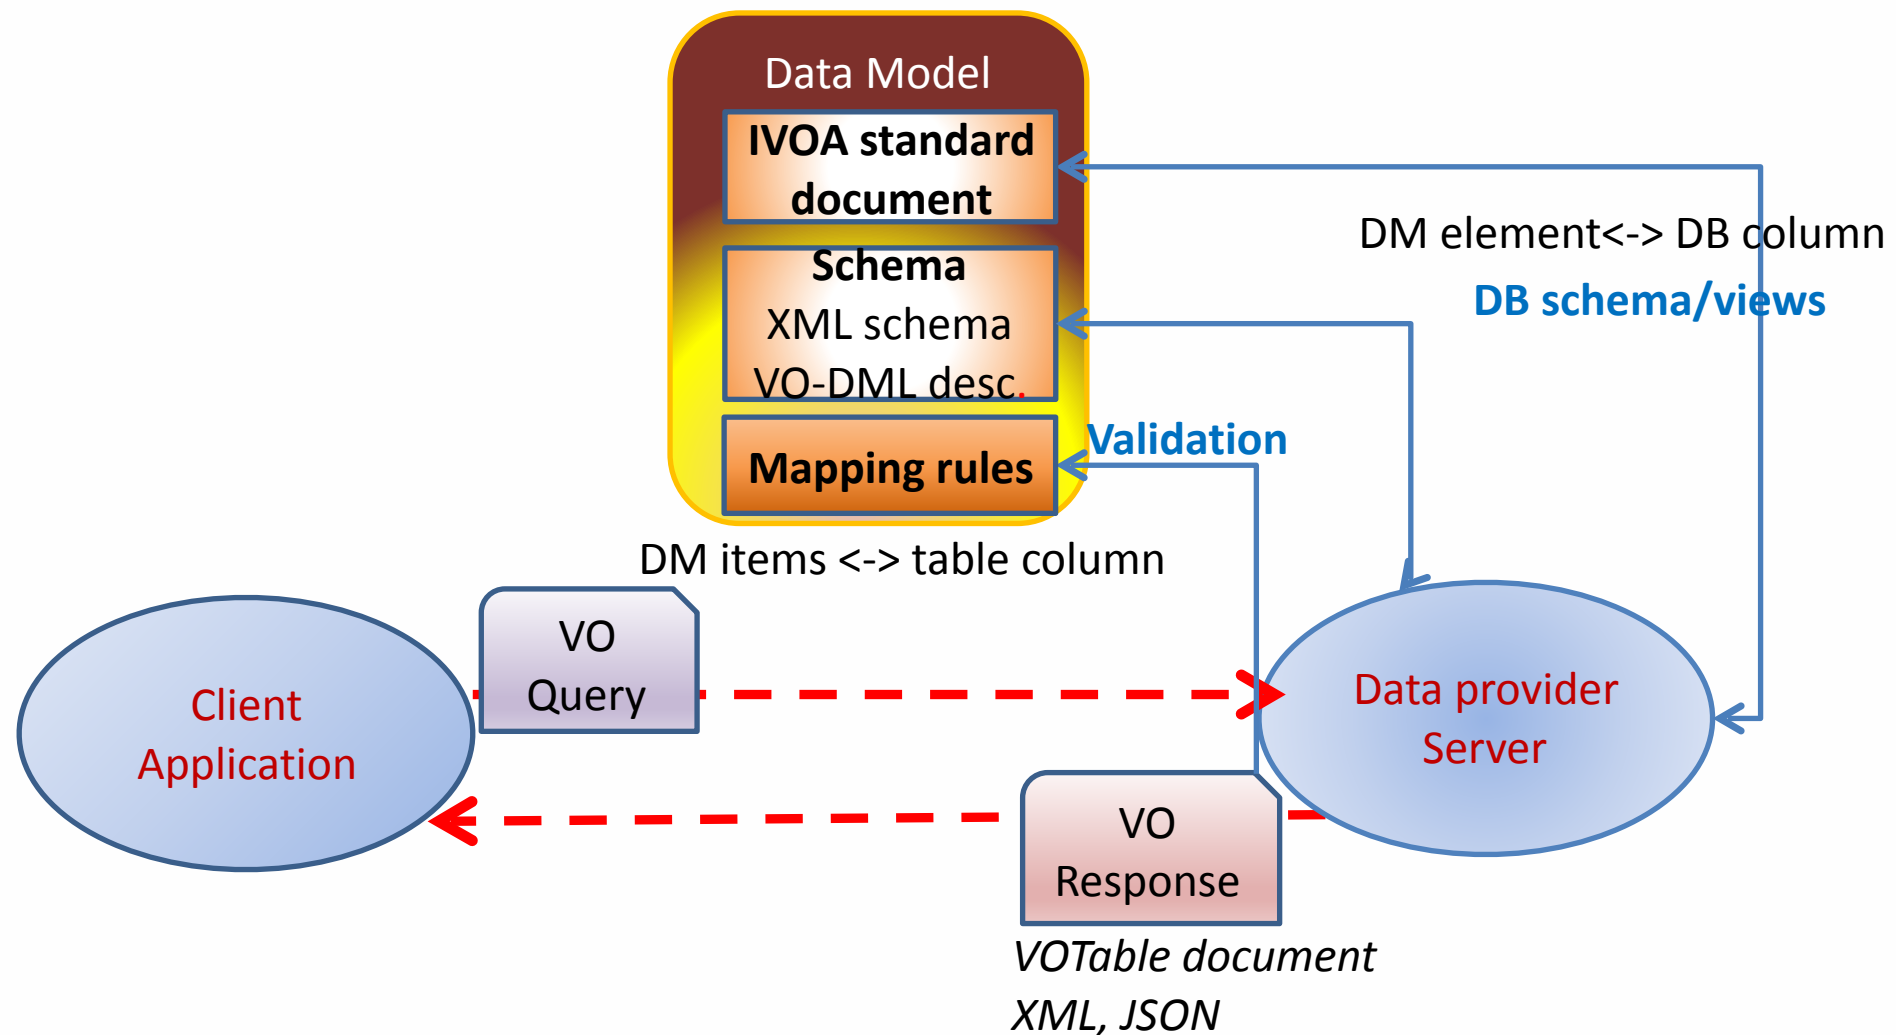 Data Model
IVOA standard
document
Schema
XML schema
VO-DML desc.
Mapping rules
DM element<-> DB column
DB schema/views
Validation
DM items <-> table column
VO
Query
Client
Application
Data provider
Server
VO
Response
VOTable document
XML, JSON